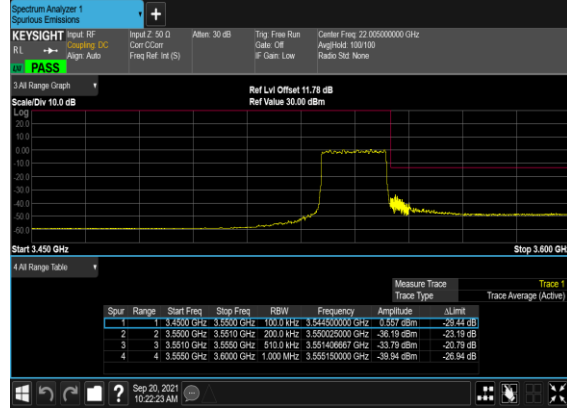 Spectrum Analyzer 1
Spurious Emissions
+
KEYSIGHT Input: RF Input Z: 50 Ω Atten: 30 dB Trig: Free Run Center Freq: 22.005000000 GHz
RL Coupling: DC Corr CCorr Gate: Off Avg|Hold: 100/100
Align: Auto Freq Ref: Int (S) IF Gain: Low Radio Std: None
PASS
3 All Range Graph
Ref Lvl Offset 11.78 dB
Scale/Div 10.0 dB Ref Value 30.00 dBm
Log
20.0
10.0
0.00
-10.0
-20.0
-30.0
-40.0
-50.0
-60.0
Start 3.450 GHz Stop 3.600 GHz
4 All Range Table
Measure Trace Trace 1
Trace Type Trace Average (Active)
Spur Range Start Freq Stop Freq RBW Frequency Amplitude ΔLimit
1 1 3.4500 GHz 3.5500 GHz 100.0 kHz 3.544500000 GHz 0.557 dBm -29.44 dB
2 2 3.5500 GHz 3.5510 GHz 200.0 kHz 3.550025000 GHz -36.19 dBm -23.19 dB
3 3 3.5510 GHz 3.5550 GHz 510.0 kHz 3.551406667 GHz -33.79 dBm -20.79 dB
4 4 3.5550 GHz 3.6000 GHz 1.000 MHz 3.555150000 GHz -39.94 dBm -26.94 dB
? Sep 20, 2021
10:22:23 AM